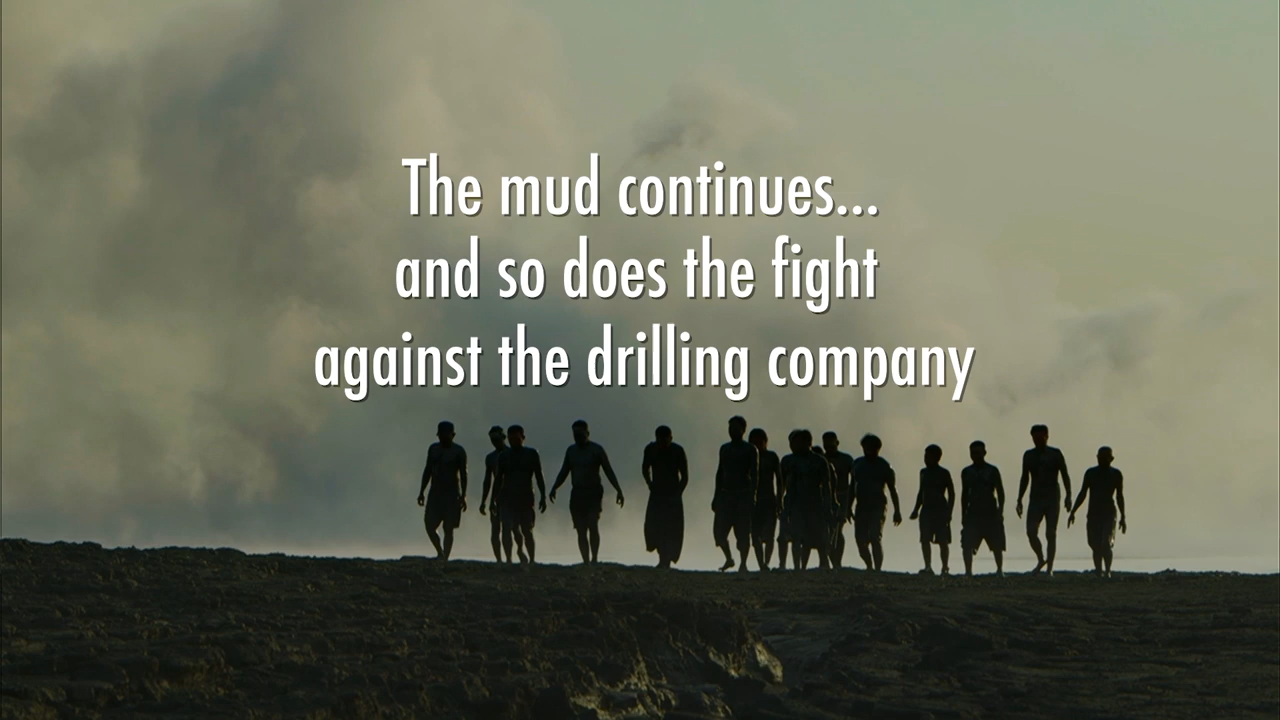 The mud continues...
and so does the fight
against the drilling company